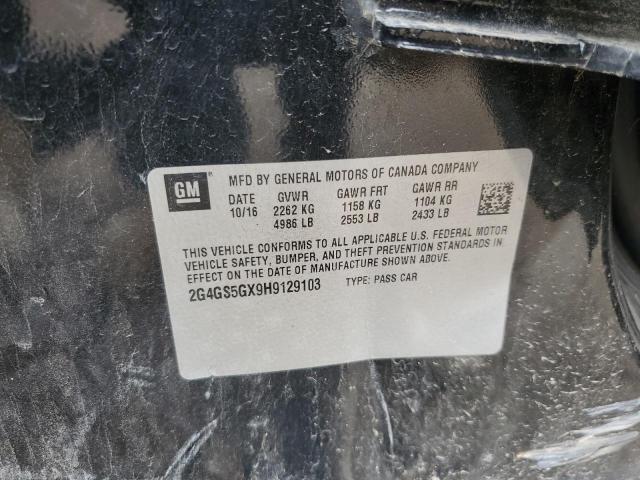 GM
MFD BY GENERAL MOTORS OF CANADA COMPANY
DATE GVWR GAWR FRT GAWR RR
10/16 2262 KG 1158 KG 1104 KG
4986 LB 2553 LB 2433 LB
THIS VEHICLE CONFORMS TO ALL APPLICABLE U.S. FEDERAL MOTOR
VEHICLE SAFETY, BUMPER, AND THEFT PREVENTION STANDARDS IN
EFFECT ON THE DATE OF MANUFACTURE SHOWN ABOVE.
2G4GS5GX9H9129103 TYPE: PASS CAR